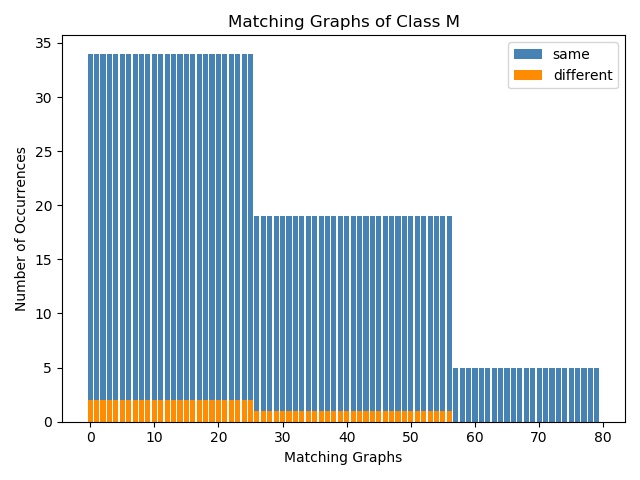 Matching Graphs of Class M
same
different
Number of Occurrences
35
30
25
20
15
10
5
0
0 10 20 30 40 50 60 70 80
Matching Graphs